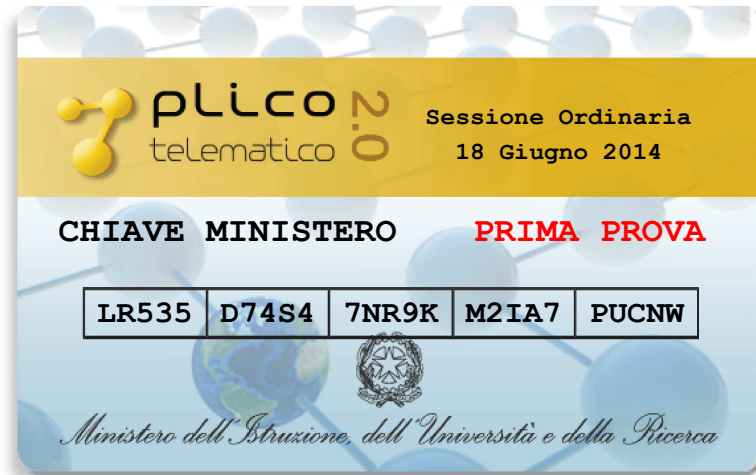 pLico 2.0
teLematico
Sessione Ordinaria
18 Giugno 2014
CHIAVE MINISTERO PRIMA PROVA
LR535 D74S4 7NR9K M2IA7 PUCNW
Ministero dell'Istruzione, dell'Università e della Ricerca